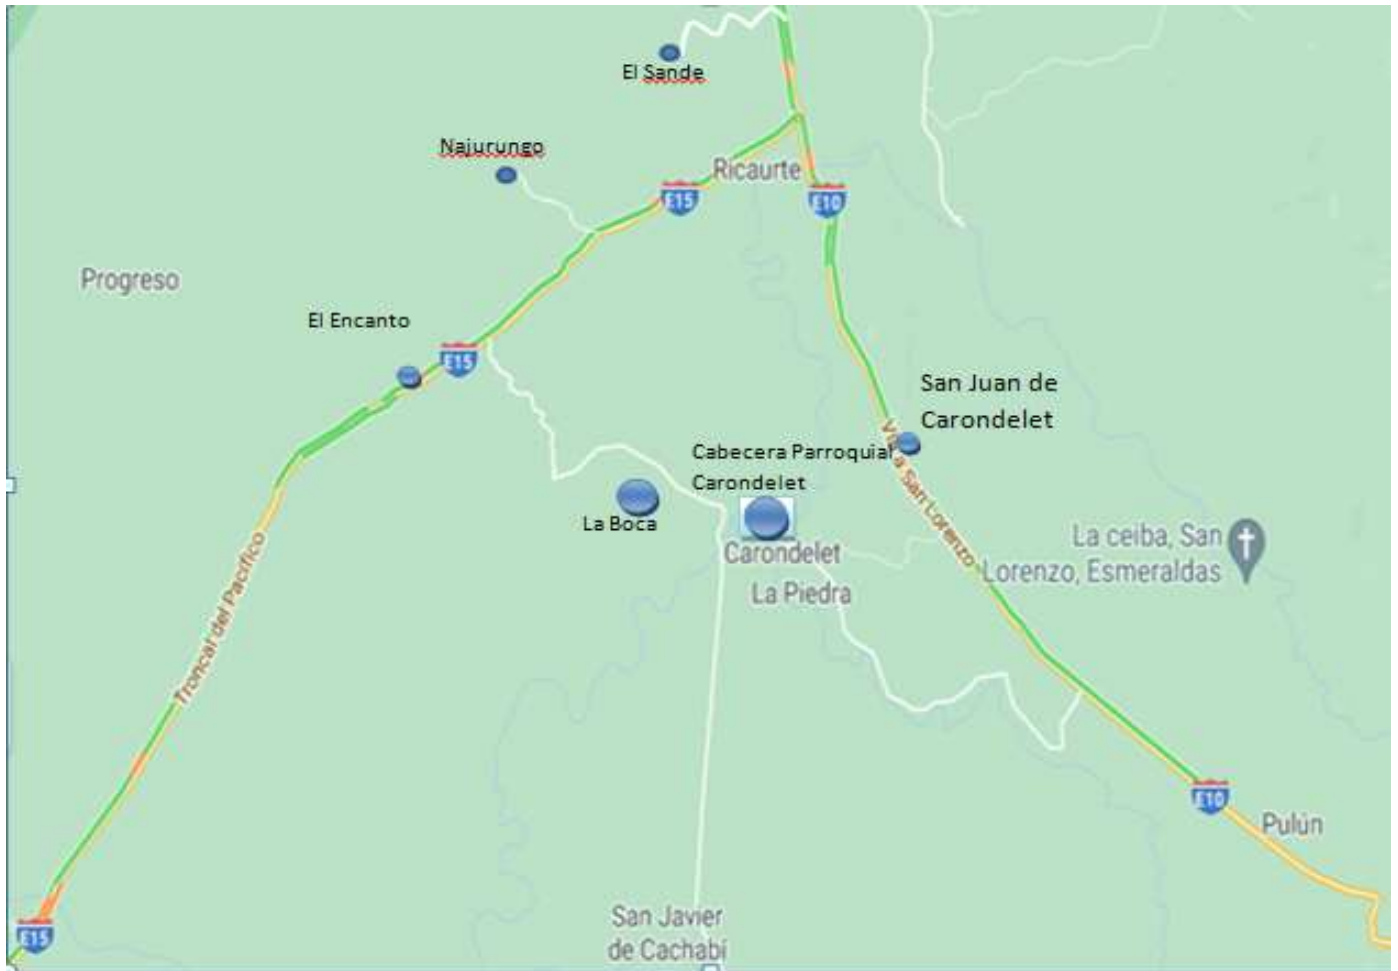 El Sande
Najurungo
Ricaurte
E15
E10
Progreso
El Encanto
E15
San Juan de
Carondelet
Cabecera Parroquial
Carondelet
Vía a San Lorenzo
La Boca
Carondelet
La Piedra
La ceiba, San
Lorenzo, Esmeraldas
Troncal del Pacífico
E10
Pulún
San Javier
de Cachabí
E15